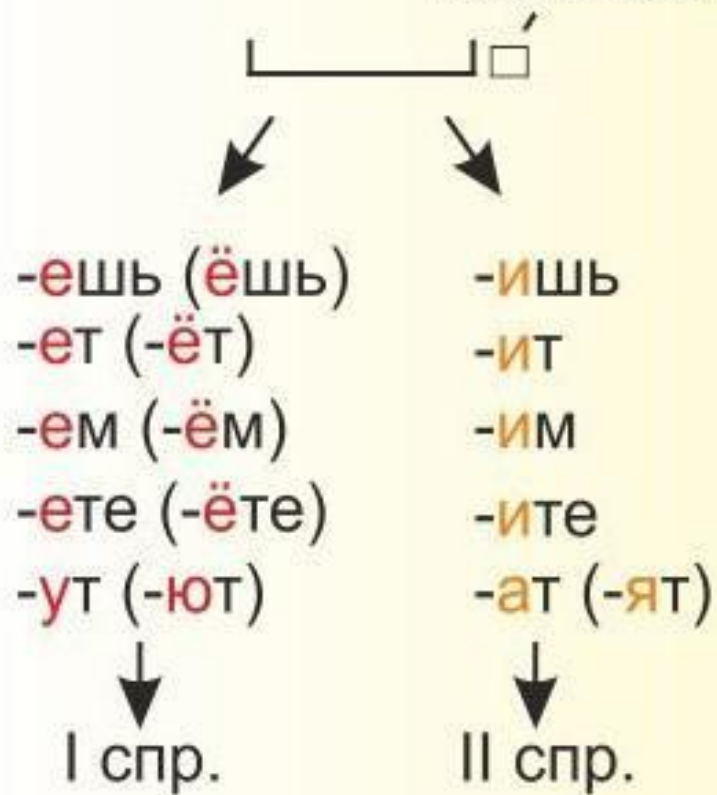 -ешь (ёшь) -ишь
-ет (-ёт) -ит
-ем (-ём) -им
-ете (-ёте) -ите
-ут (-ют) -ат (-ят)
I спр. II спр.